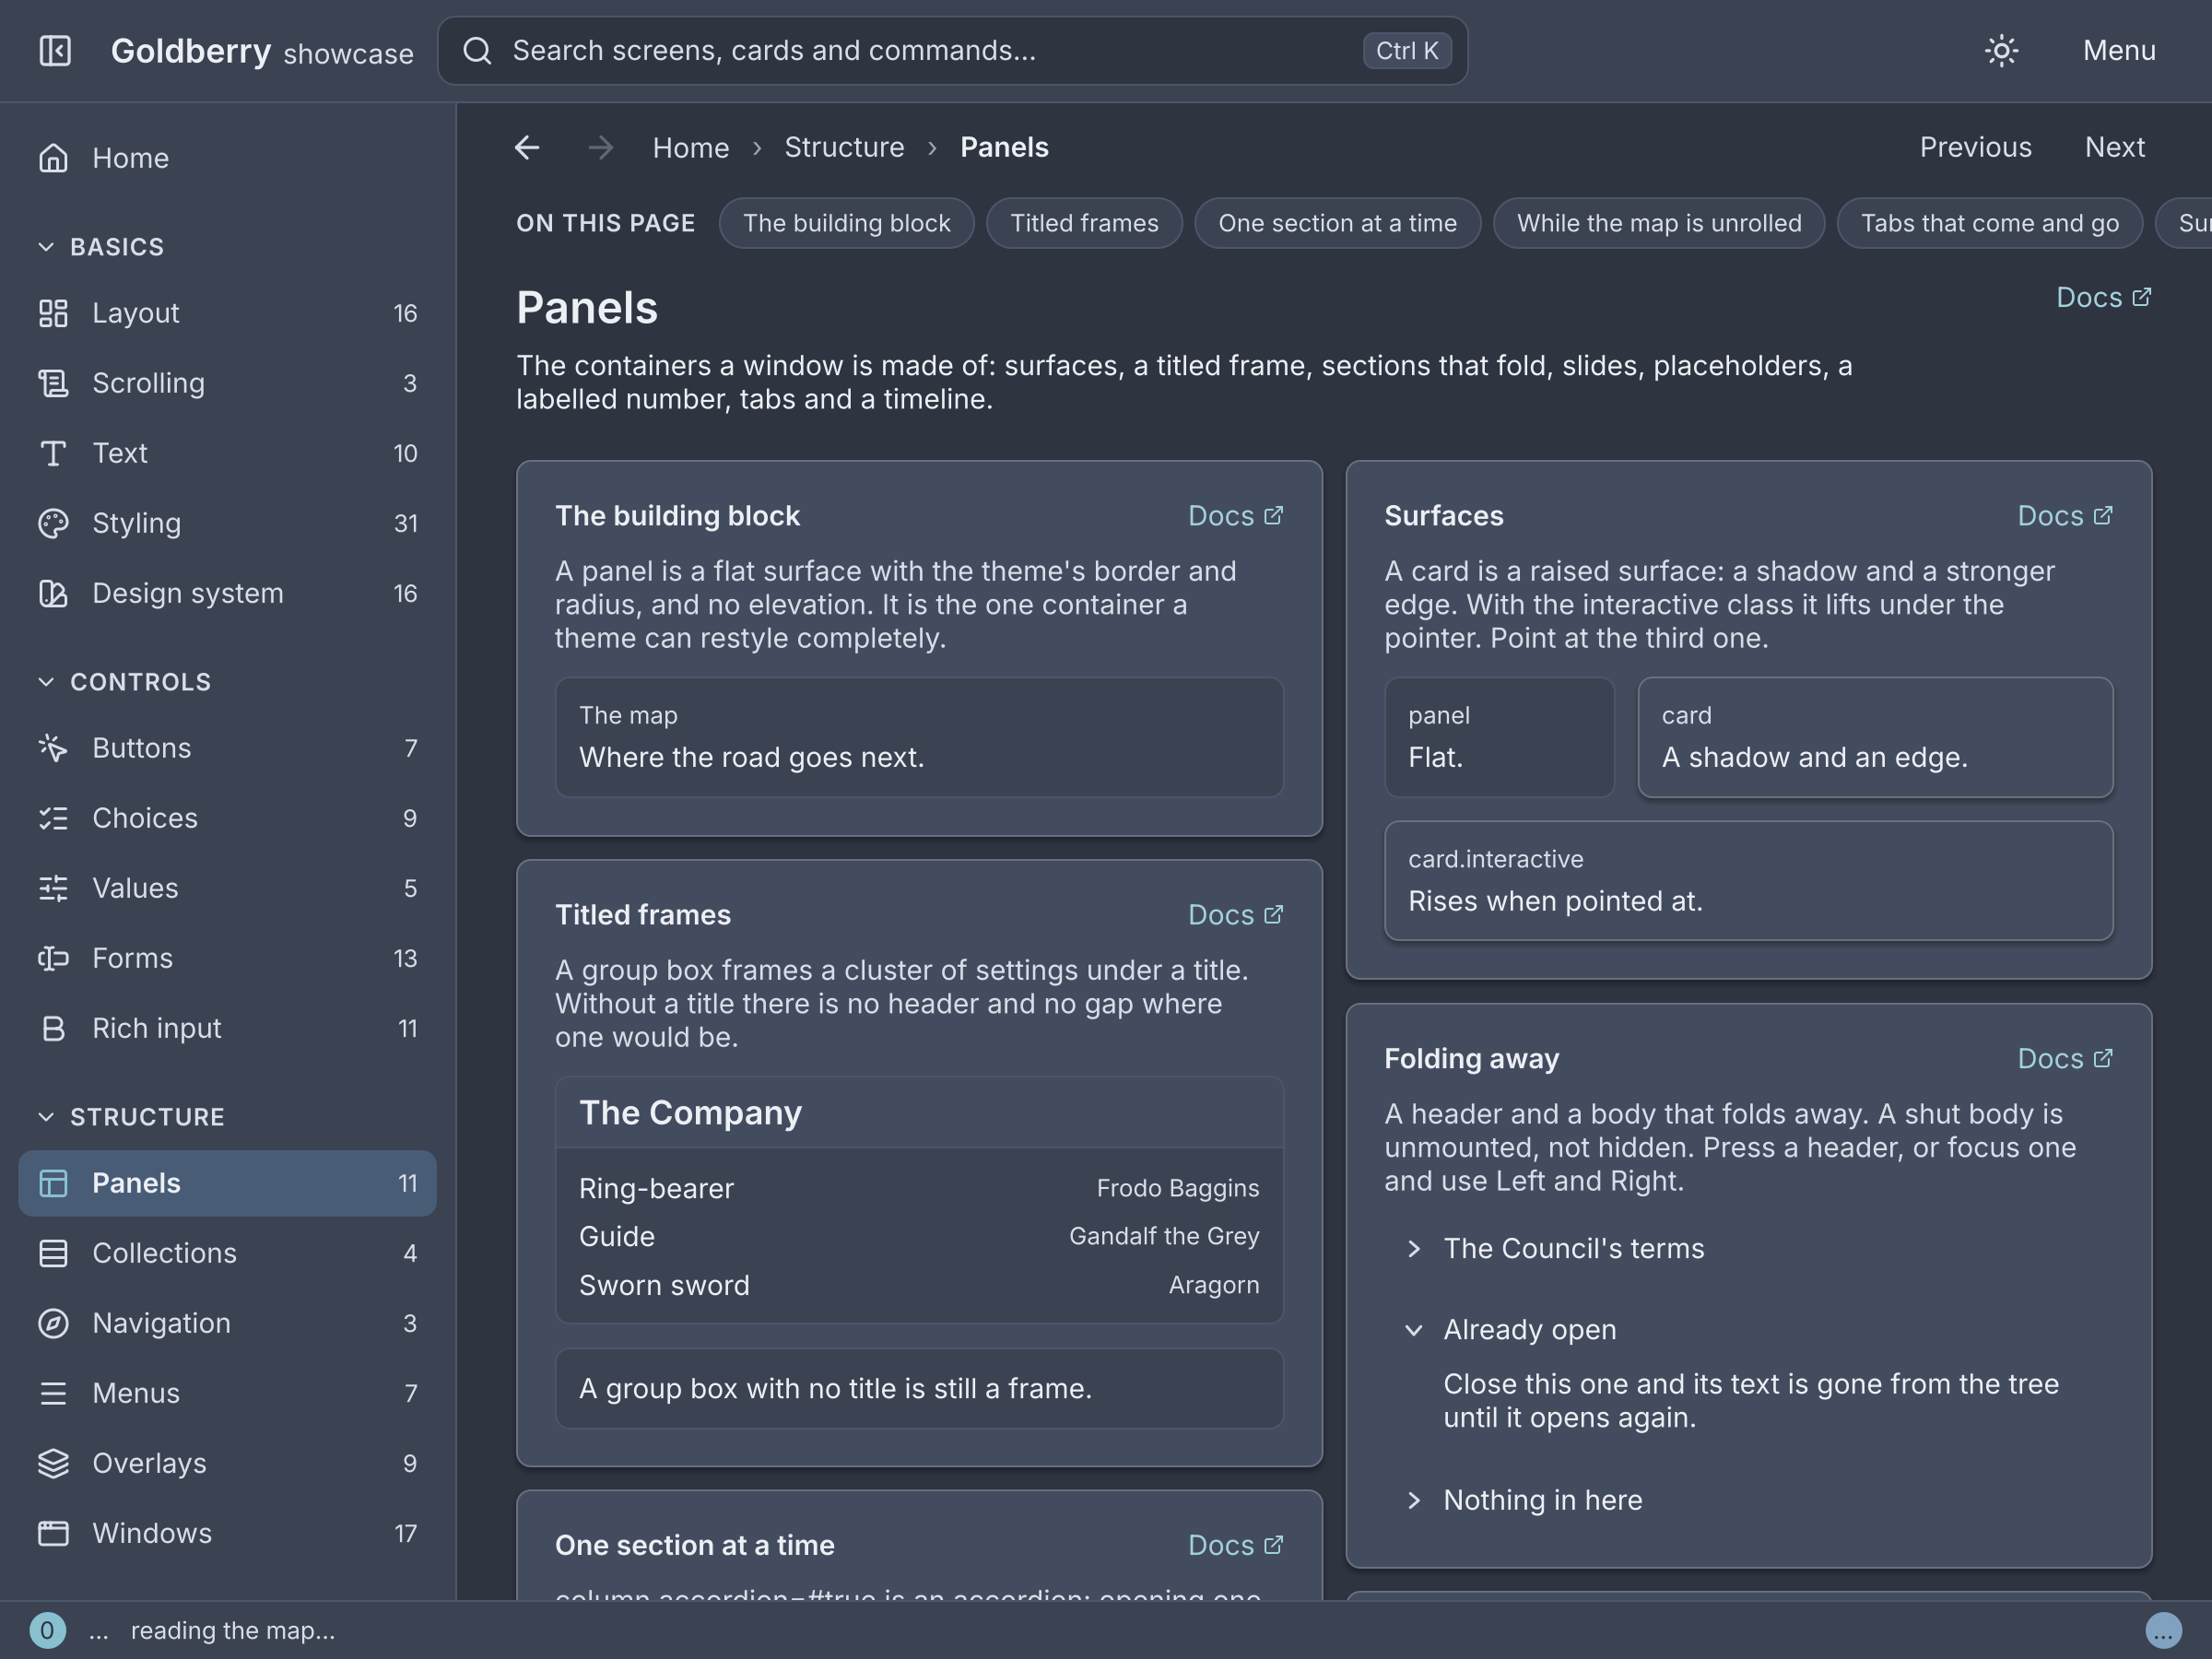 Goldberry showcase
Search screens, cards and commands...
Ctrl K
Menu
Home
BASICS
Layout 16
Scrolling 3
Text 10
Styling 31
Design system 16
CONTROLS
Buttons 7
Choices 9
Values 5
Forms 13
Rich input 11
STRUCTURE
Panels 11
Collections 4
Navigation 3
Menus 7
Overlays 9
Windows 17
Home › Structure › Panels
Previous Next
ON THIS PAGE
The building block
Titled frames
One section at a time
While the map is unrolled
Tabs that come and go
Panels
Docs
The containers a window is made of: surfaces, a titled frame, sections that fold, slides, placeholders, a
labelled number, tabs and a timeline.
The building block
Docs
A panel is a flat surface with the theme's border and
radius, and no elevation. It is the one container a
theme can restyle completely.
The map
Where the road goes next.
Titled frames
Docs
A group box frames a cluster of settings under a title.
Without a title there is no header and no gap where
one would be.
The Company
Ring-bearer Frodo Baggins
Guide Gandalf the Grey
Sworn sword Aragorn
A group box with no title is still a frame.
One section at a time
Docs
column accordion=#true is an accordion: opening one
Surfaces
Docs
A card is a raised surface: a shadow and a stronger
edge. With the interactive class it lifts under the
pointer. Point at the third one.
panel
Flat.
card
A shadow and an edge.
card.interactive
Rises when pointed at.
Folding away
Docs
A header and a body that folds away. A shut body is
unmounted, not hidden. Press a header, or focus one
and use Left and Right.
The Council's terms
Already open
Close this one and its text is gone from the tree
until it opens again.
Nothing in here
0 ... reading the map...
...